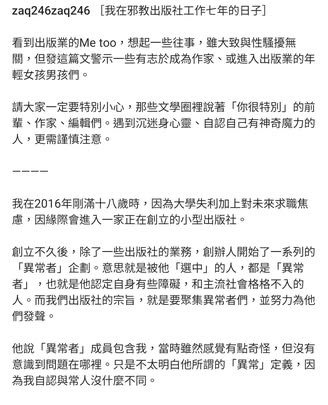 zaq246zaq246 ［我在邪教出版社工作七年的日子］
看到出版業的Me too，想起一些往事，雖大致與性騷擾無
關，但發這篇文警示一些有志於成為作家、或進入出版業的年
輕女孩男孩們。
請大家一定要特別小心，那些文學圈裡說著「你很特別」的前
輩、作家、編輯們。遇到沉迷身心靈、自認自己有神奇魔力的
人，更需謹慎注意。
————
我在2016年剛滿十八歲時，因為大學失利加上對未來求職焦
慮，因緣際會進入一家正在創立的小型出版社。
創立不久後，除了一些出版社的業務，創辦人開始了一系列的
「異常者」企劃。意思就是被他「選中」的人，都是「異常
者」，也就是他認定自身有些障礙，和主流社會格格不入的
人。而我們出版社的宗旨，就是要聚集異常者們，並努力為他
們發聲。
他說「異常者」成員包含我，當時雖然感覺有點奇怪，但沒有
意識到問題在哪裡。只是不太明白他所謂的「異常」定義，因
為我自認與常人沒什麼不同。